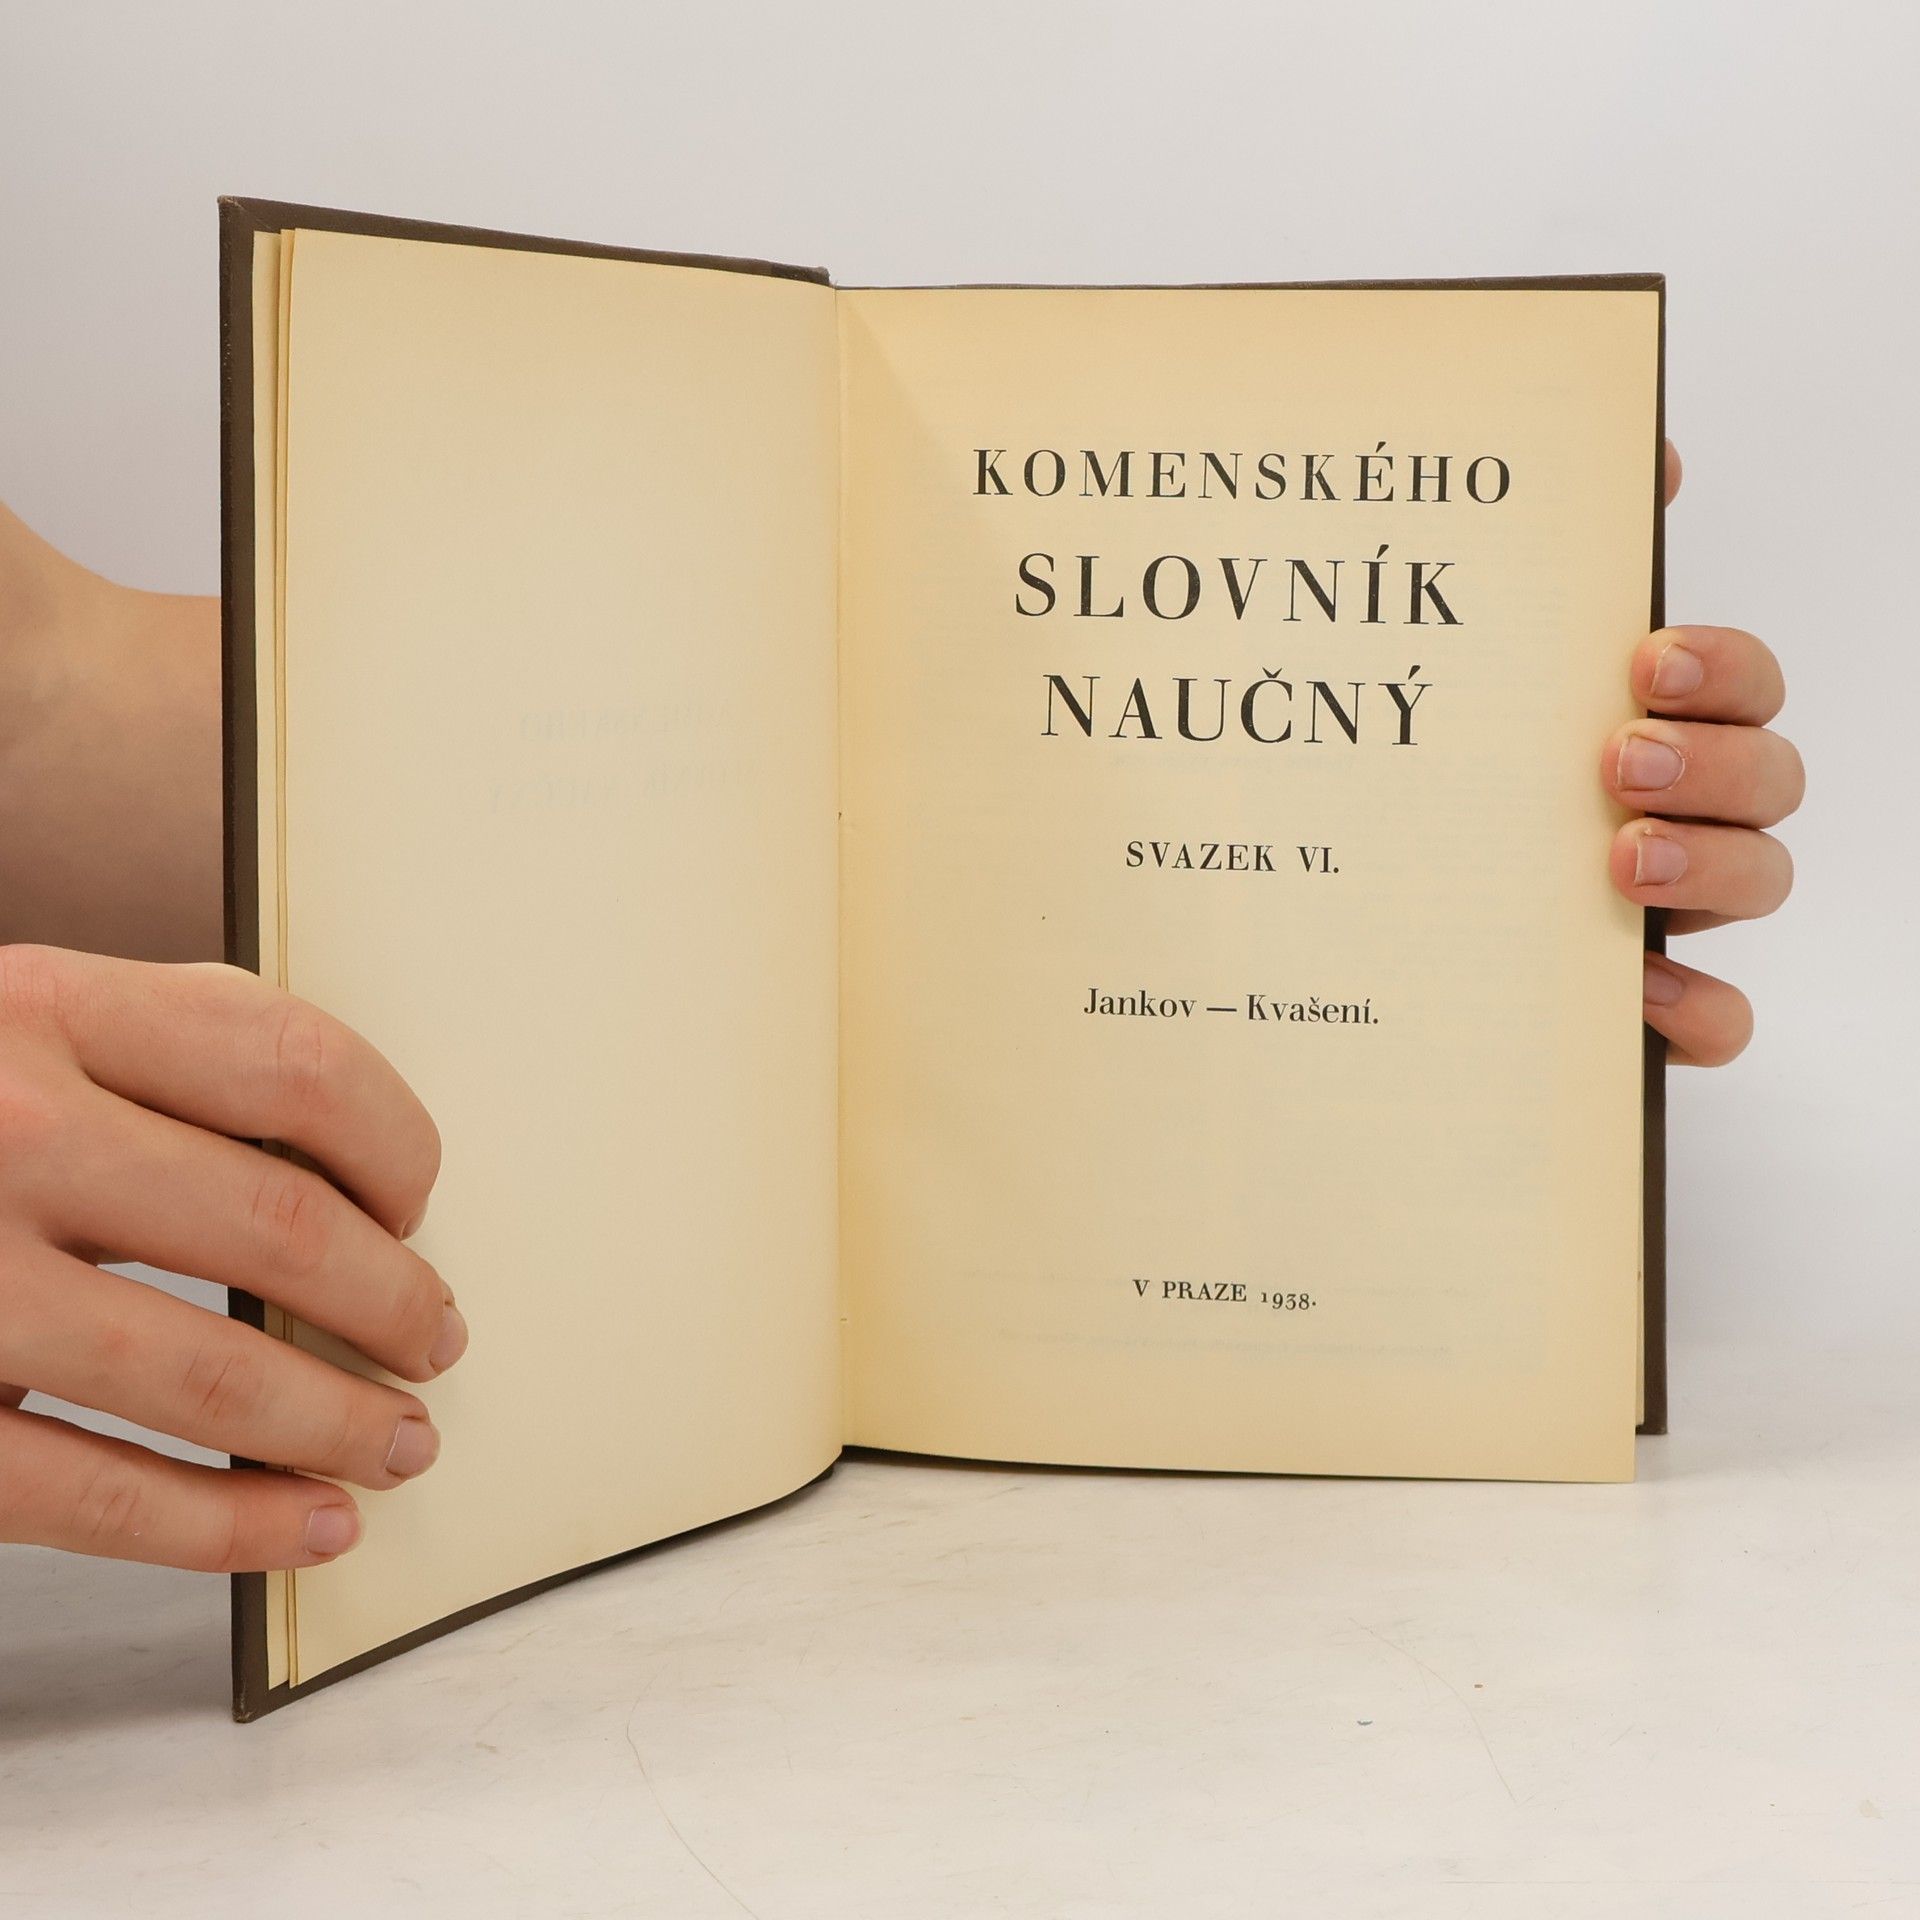 KOMENSKÉHO
SLOVNÍK
NAUČNÝ
SVAZEK VI.
Jankov — Kvašení.
V PRAZE 1938.